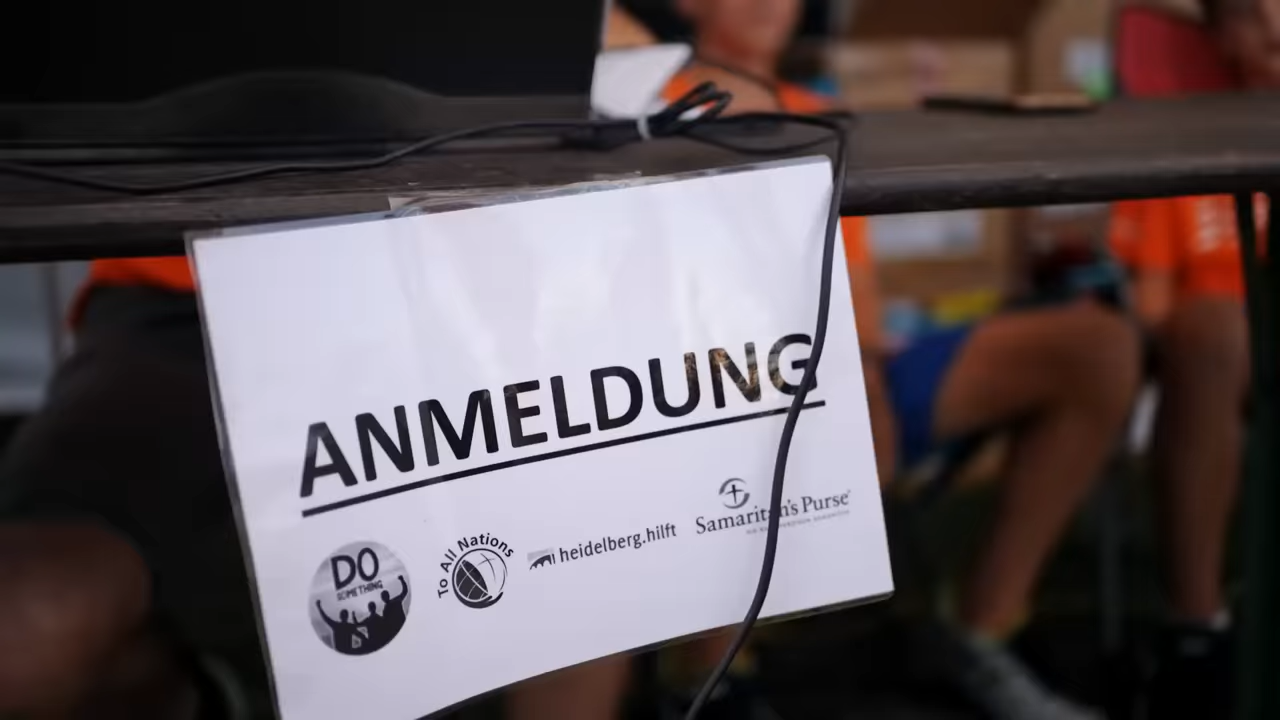 ANMELDUNG
DO
SOMETHING
To All Nations
heidelberg.hilft
Samaritan's Purse